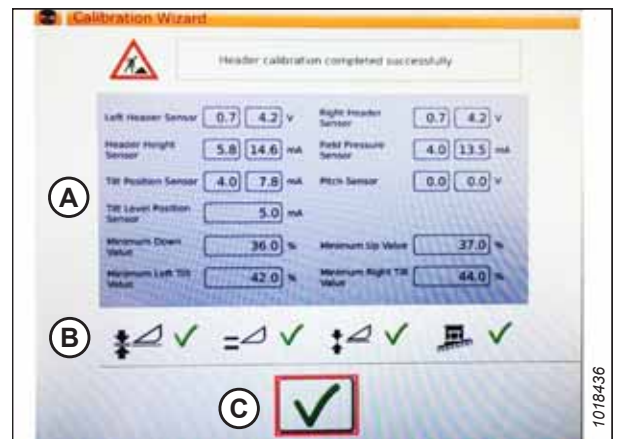 Calibration Wizard
Header calibration completed successfully
Left Header Sensor 0.7 4.2 v Right Header Sensor 0.7 4.2 v
Header Height Sensor 5.8 14.6 mA Field Pressure Sensor 4.0 13.5 mA
A
Tilt Position Sensor 4.0 7.8 mA Pitch Sensor 0.0 0.0 v
Tilt Level Position Sensor 5.0 mA
Minimum Down Value 36.0 % Minimum Up Value 37.0 %
Minimum Left Tilt Value 42.0 % Minimum Right Tilt Value 44.0 %
B
C
1018436